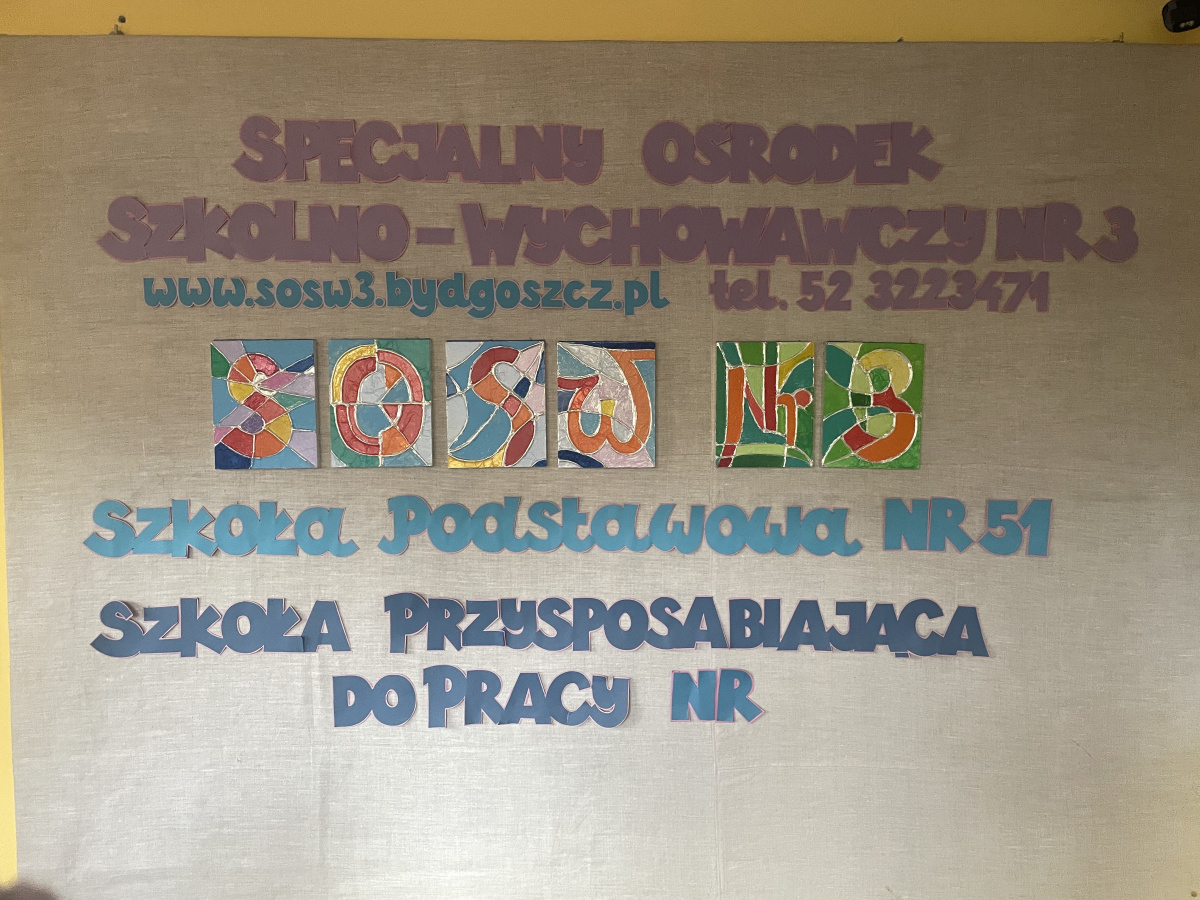 SPECJALNY OŚRODEK
SZKOLNO - WYCHOWAWCZY NR 3
www.sosw3.bydgoszcz.pl tel. 52 3223471
SOSW Nr 3
Szkoła Podstawowa NR 51
SZKOŁA PRZYSPOSABIAJĄCA
DO PRACY NR